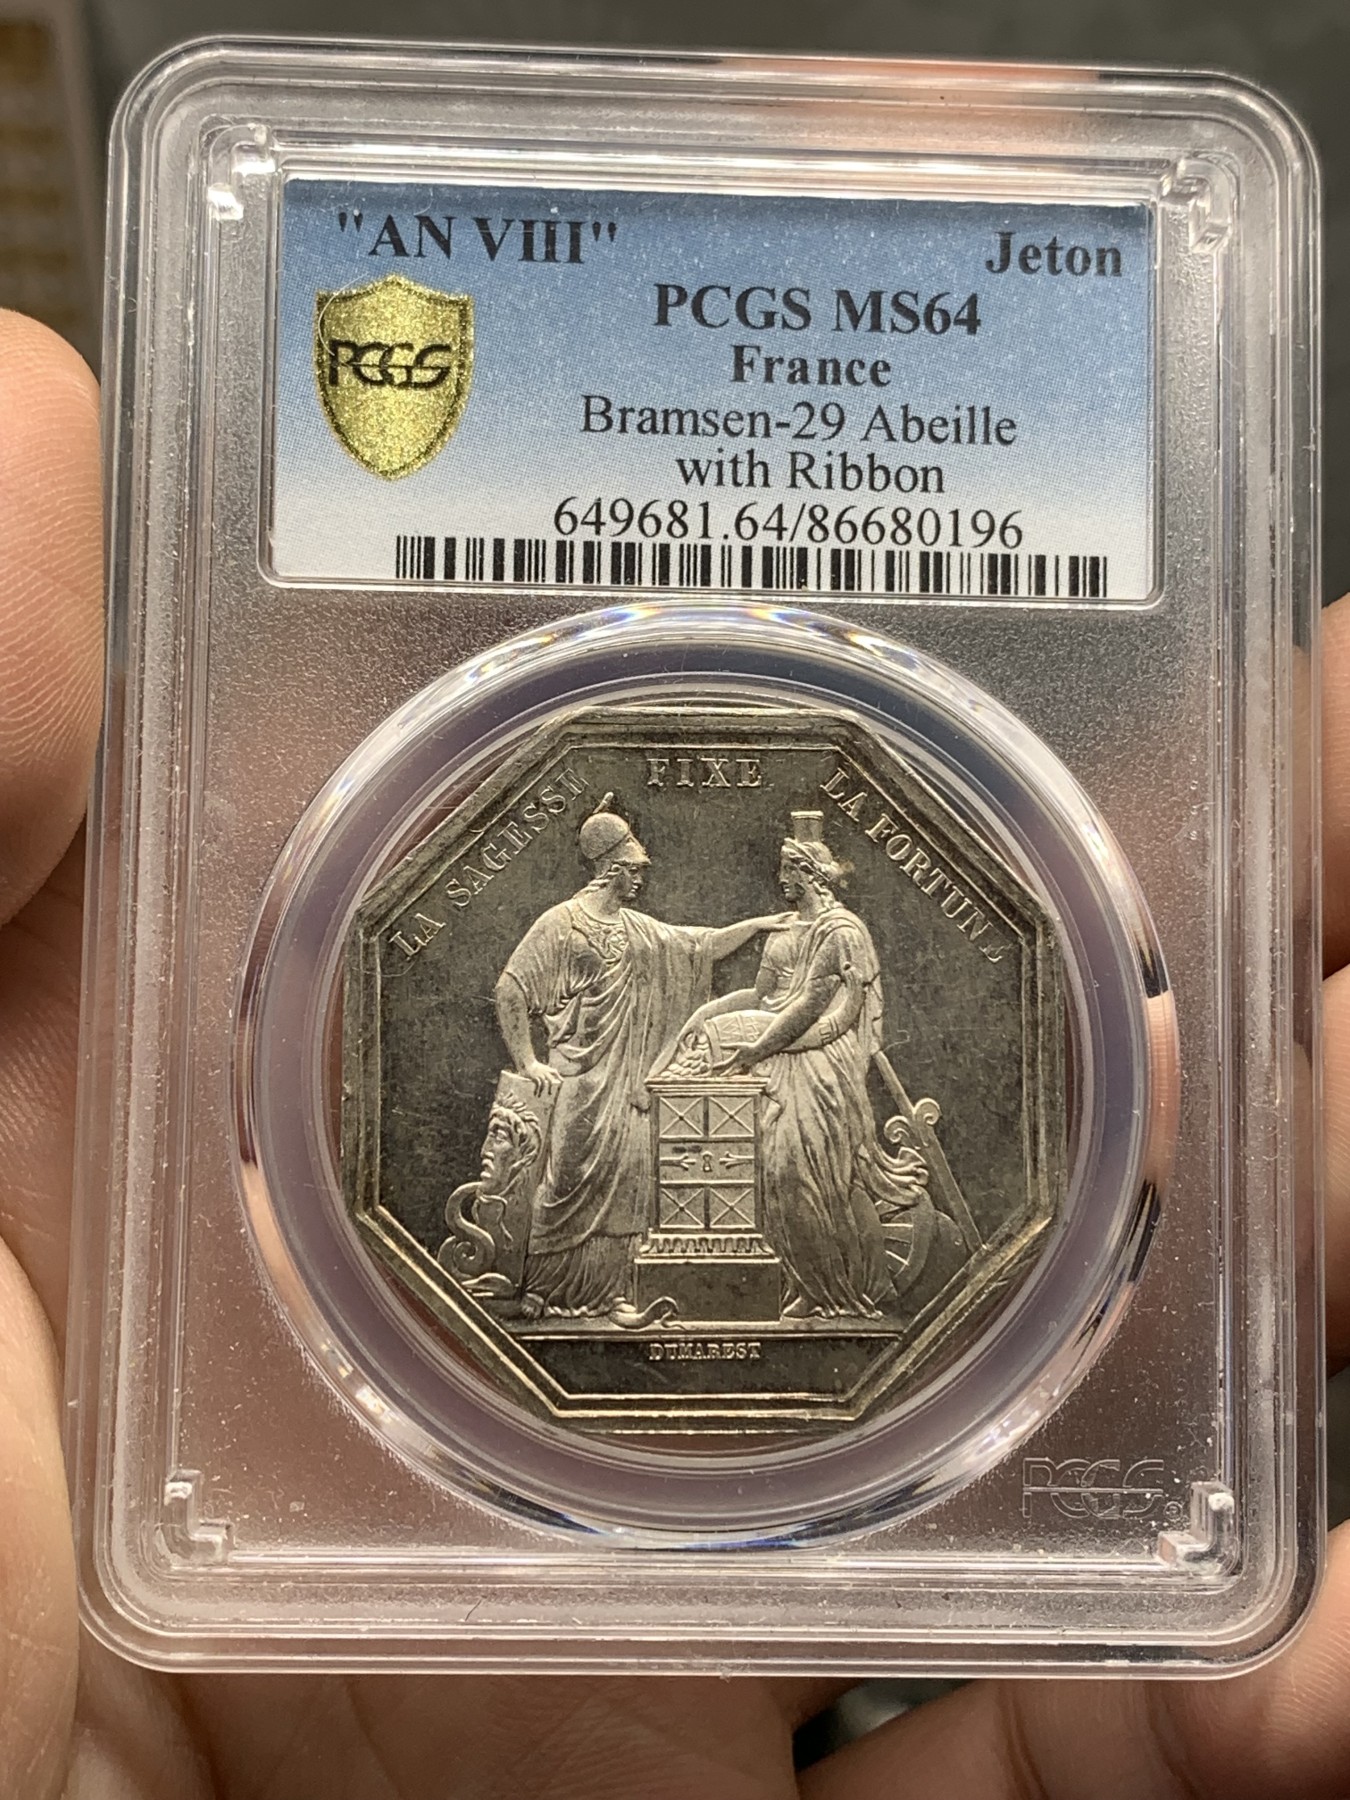 "AN VIII" Jeton
PCGS MS64
PCGS
France
Bramsen-29 Abeille
with Ribbon
649681.64/86680196
LA SAGESSE FIXE LA FORTUNE
DUMAREST
PCGS